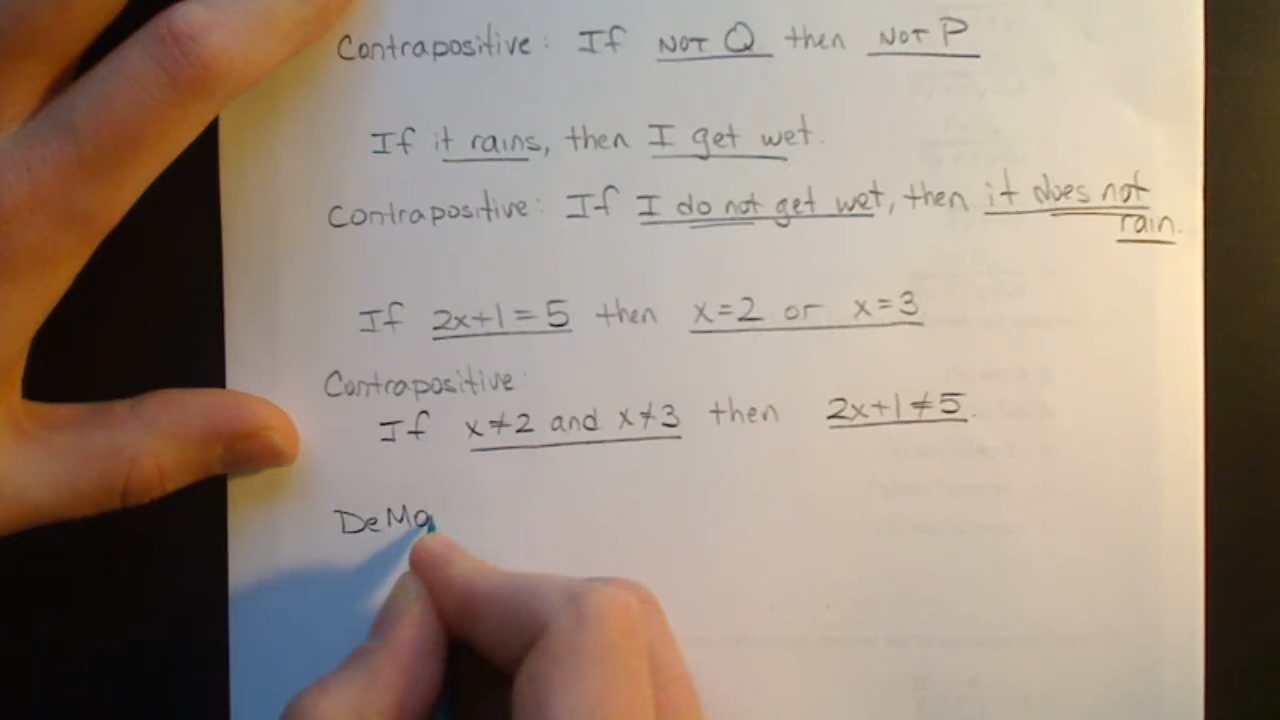 Contrapositive: If NOT Q then NOT P
If it rains, then I get wet.
Contrapositive: If I do not get wet, then it does not
rain.
If 2x+1=5 then x=2 or x=3
Contrapositive:
If x≠2 and x≠3 then 2x+1≠5.
DeMo